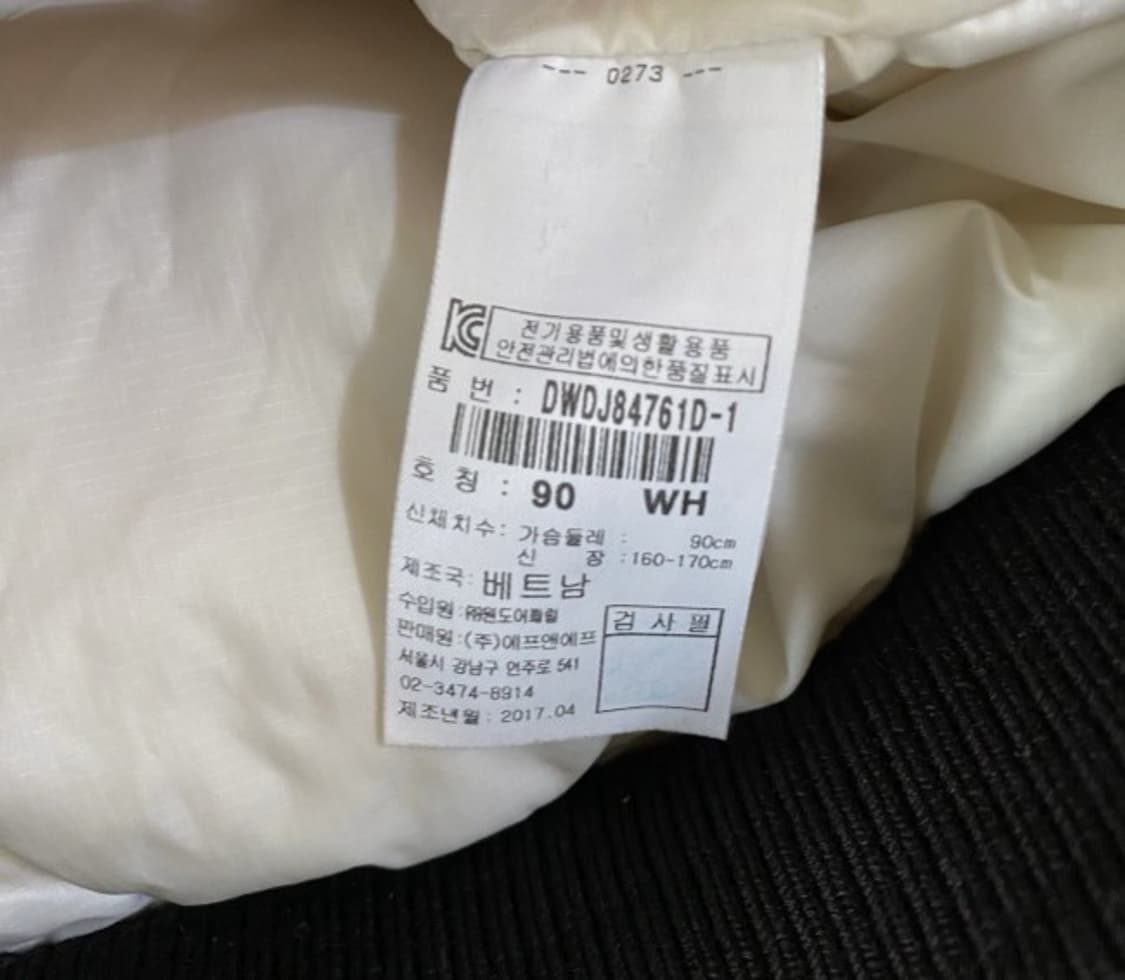 --- 0273 ---
KC 전기용품및생활용품
안전관리법에의한품질표시
품 번 : DWDJ84761D-1
호 칭 : 90 WH
신체치수: 가슴둘레 : 90cm
신 장 :160-170cm
제조국: 베트남
수입원 :
판매원:(주)에프앤에프
서울시 강남구 언주로 541
02-3474-8914
제조년월: 2017.04
검 사 필